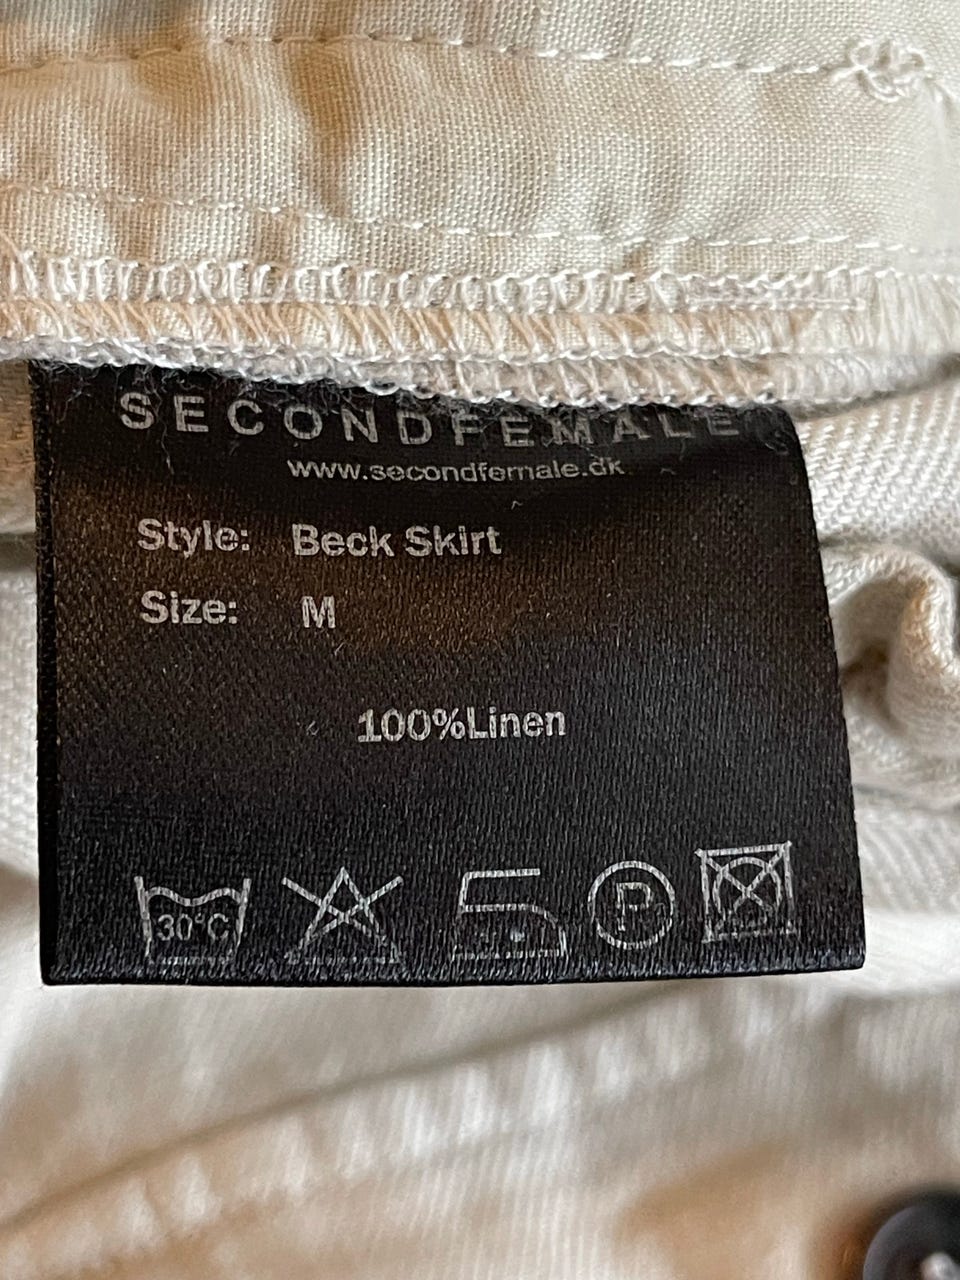 SECONDFEMALE
www.secondfemale.dk
Style: Beck Skirt
Size: M
100%Linen
30°C P